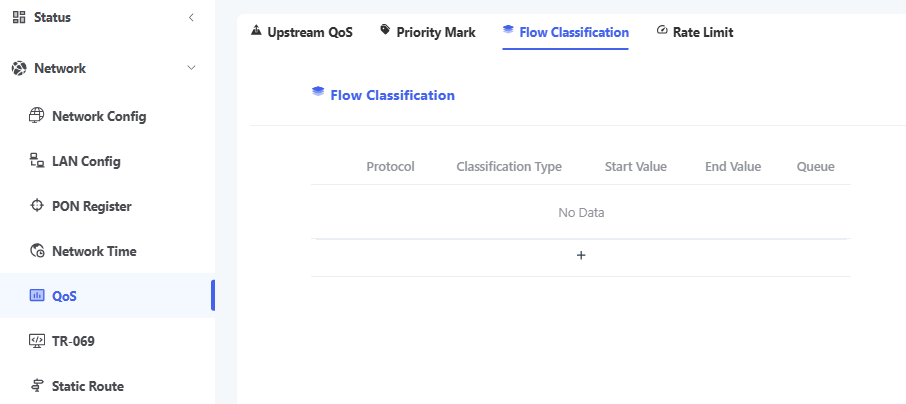 Status
Network
Network Config
LAN Config
PON Register
Network Time
QoS
TR-069
Static Route
Upstream QoS Priority Mark Flow Classification Rate Limit
Flow Classification
Protocol Classification Type Start Value End Value Queue
No Data
+